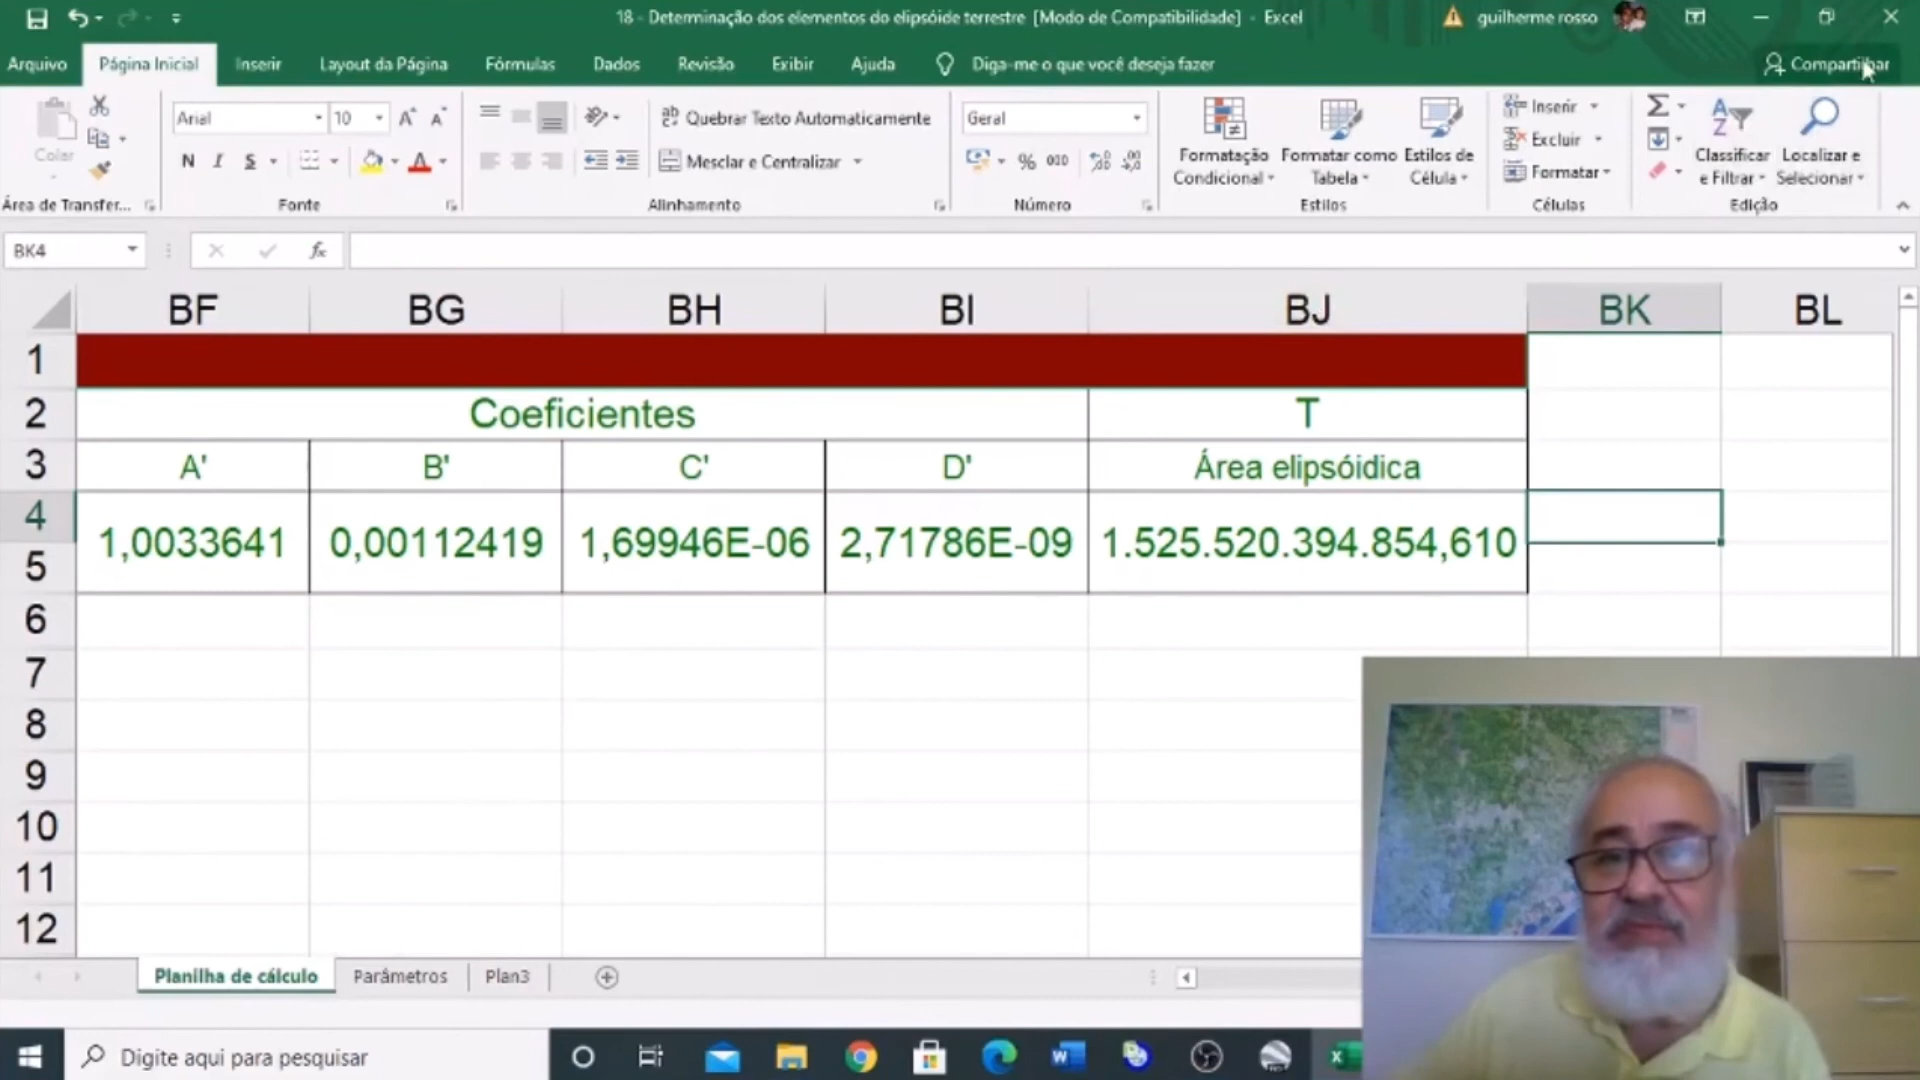 18 - Determinação dos elementos do elipsóide terrestre [Modo de Compatibilidade] - Excel
guilherme rosso
Arquivo Página Inicial Inserir Layout da Página Fórmulas Dados Revisão Exibir Ajuda Diga-me o que você deseja fazer Compartilhar
Colar
Área de Transfer...
Arial 10
N I S
Fonte
Quebrar Texto Automaticamente
Mesclar e Centralizar
Alinhamento
Geral
% 000
Número
Formatação Condicional
Formatar como Tabela
Estilos de Célula
Estilos
Inserir
Excluir
Formatar
Células
Classificar e Filtrar
Localizar e Selecionar
Edição
BK4 fx
BF BG BH BI BJ BK BL
1
2 Coeficientes T
3 A' B' C' D' Área elipsóidica
4 1,0033641 0,00112419 1,69946E-06 2,71786E-09 1.525.520.394.854,610
5
6
7
8
9
10
11
12
Planilha de cálculo Parâmetros Plan3
Digite aqui para pesquisar